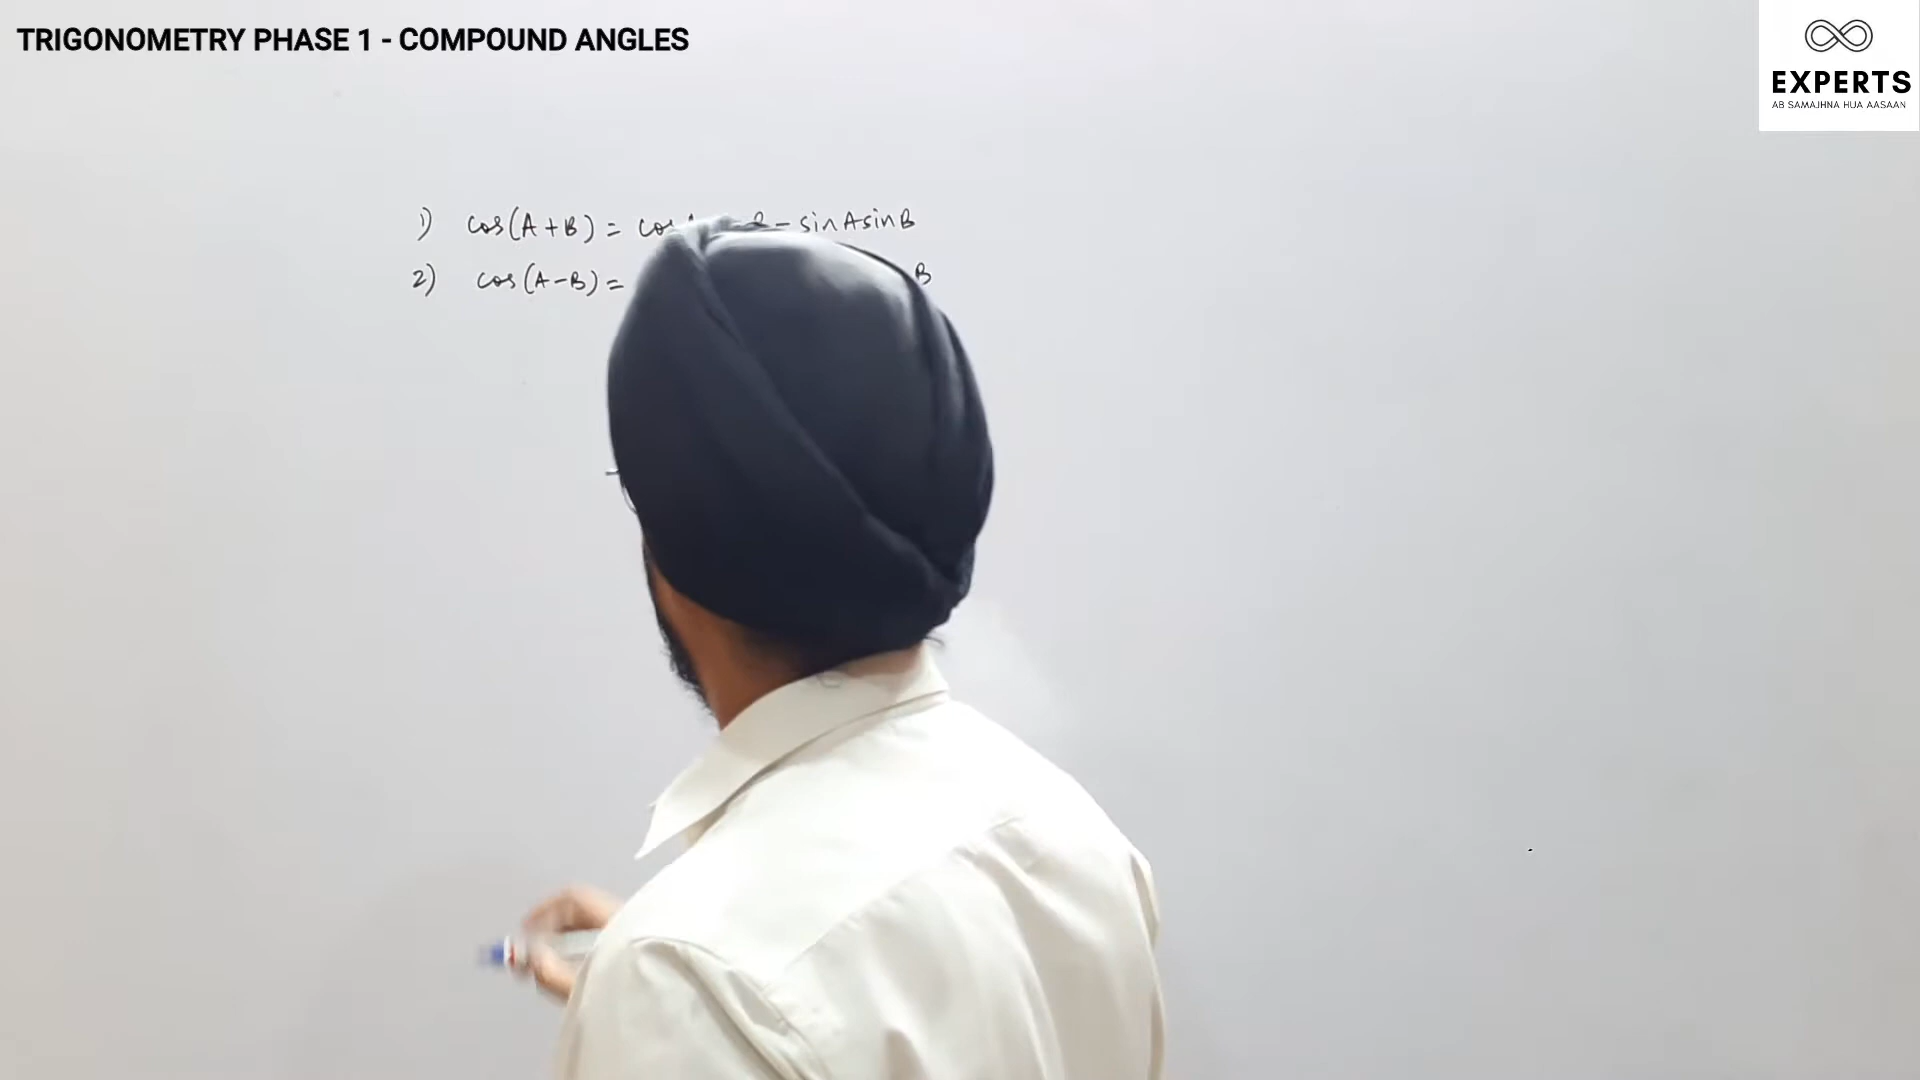 TRIGONOMETRY PHASE 1 - COMPOUND ANGLES
EXPERTS
AB SAMAJHNA HUA AASAAN
1) cos(A+B) = - sinAsinB
2) cos(A-B) = B